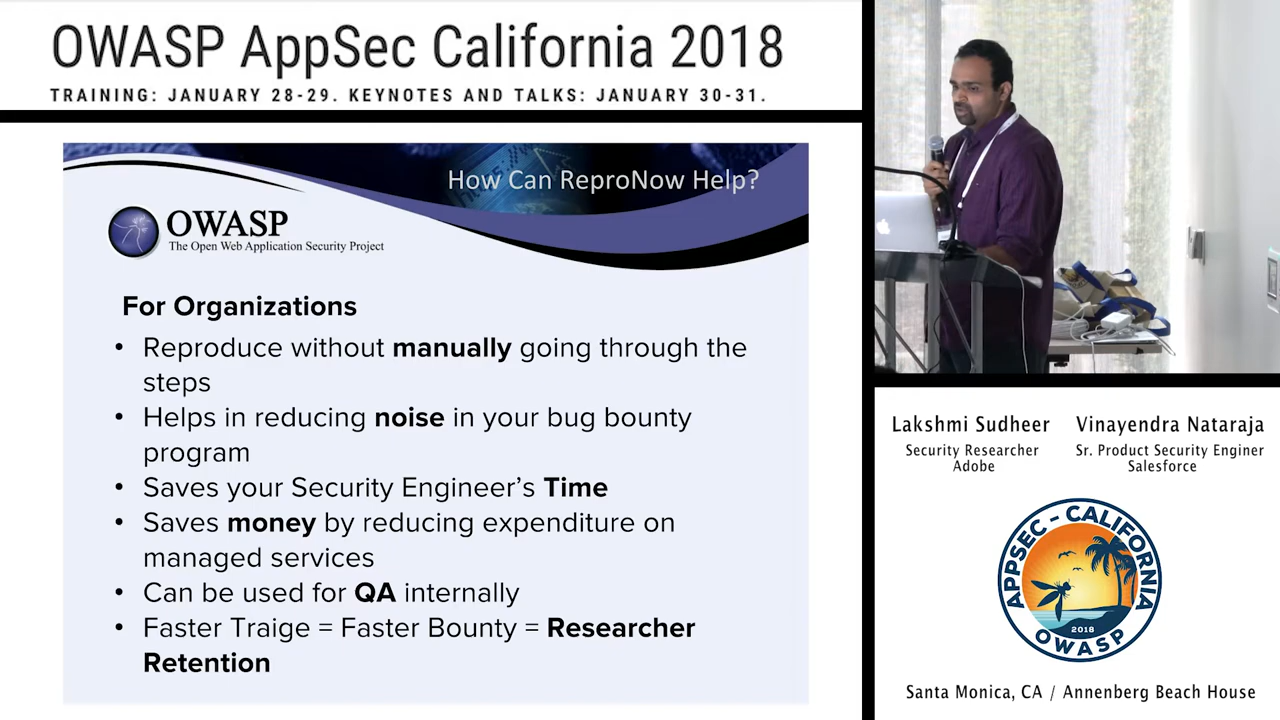 OWASP AppSec California 2018
TRAINING: JANUARY 28-29. KEYNOTES AND TALKS: JANUARY 30-31.
How Can ReproNow Help?
OWASP
The Open Web Application Security Project
For Organizations
• Reproduce without manually going through the
steps
• Helps in reducing noise in your bug bounty
program
• Saves your Security Engineer’s Time
• Saves money by reducing expenditure on
managed services
• Can be used for QA internally
• Faster Traige = Faster Bounty = Researcher
Retention
Lakshmi Sudheer
Security Researcher
Adobe
Vinayendra Nataraja
Sr. Product Security Enginer
Salesforce
APPSEC - CALIFORNIA
2018
OWASP
Santa Monica, CA / Annenberg Beach House